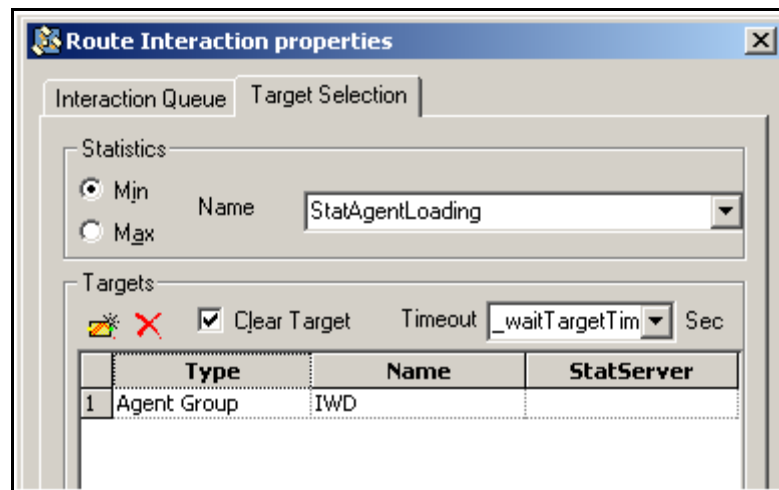 Route Interaction properties
Interaction Queue Target Selection
Statistics
Min
Name StatAgentLoading
Max
Targets
Clear Target Timeout _waitTargetTim Sec
Type Name StatServer
1 Agent Group IWD